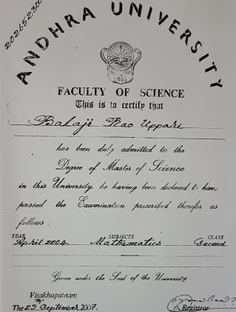 ANDHRA UNIVERSITY
FACULTY OF SCIENCE
This is to certify that
Balaji Rao Uppada
has been duly admitted to the
Degree of Master of Science
in this University, he having been declared to have
passed the Examination prescribed therefor as
follows:
YEAR SUBJECTS CLASS
April 2004 Mathematics Second
Given under the Seal of the University
Visakhapatnam:
The 29 September 2007.
Registrar